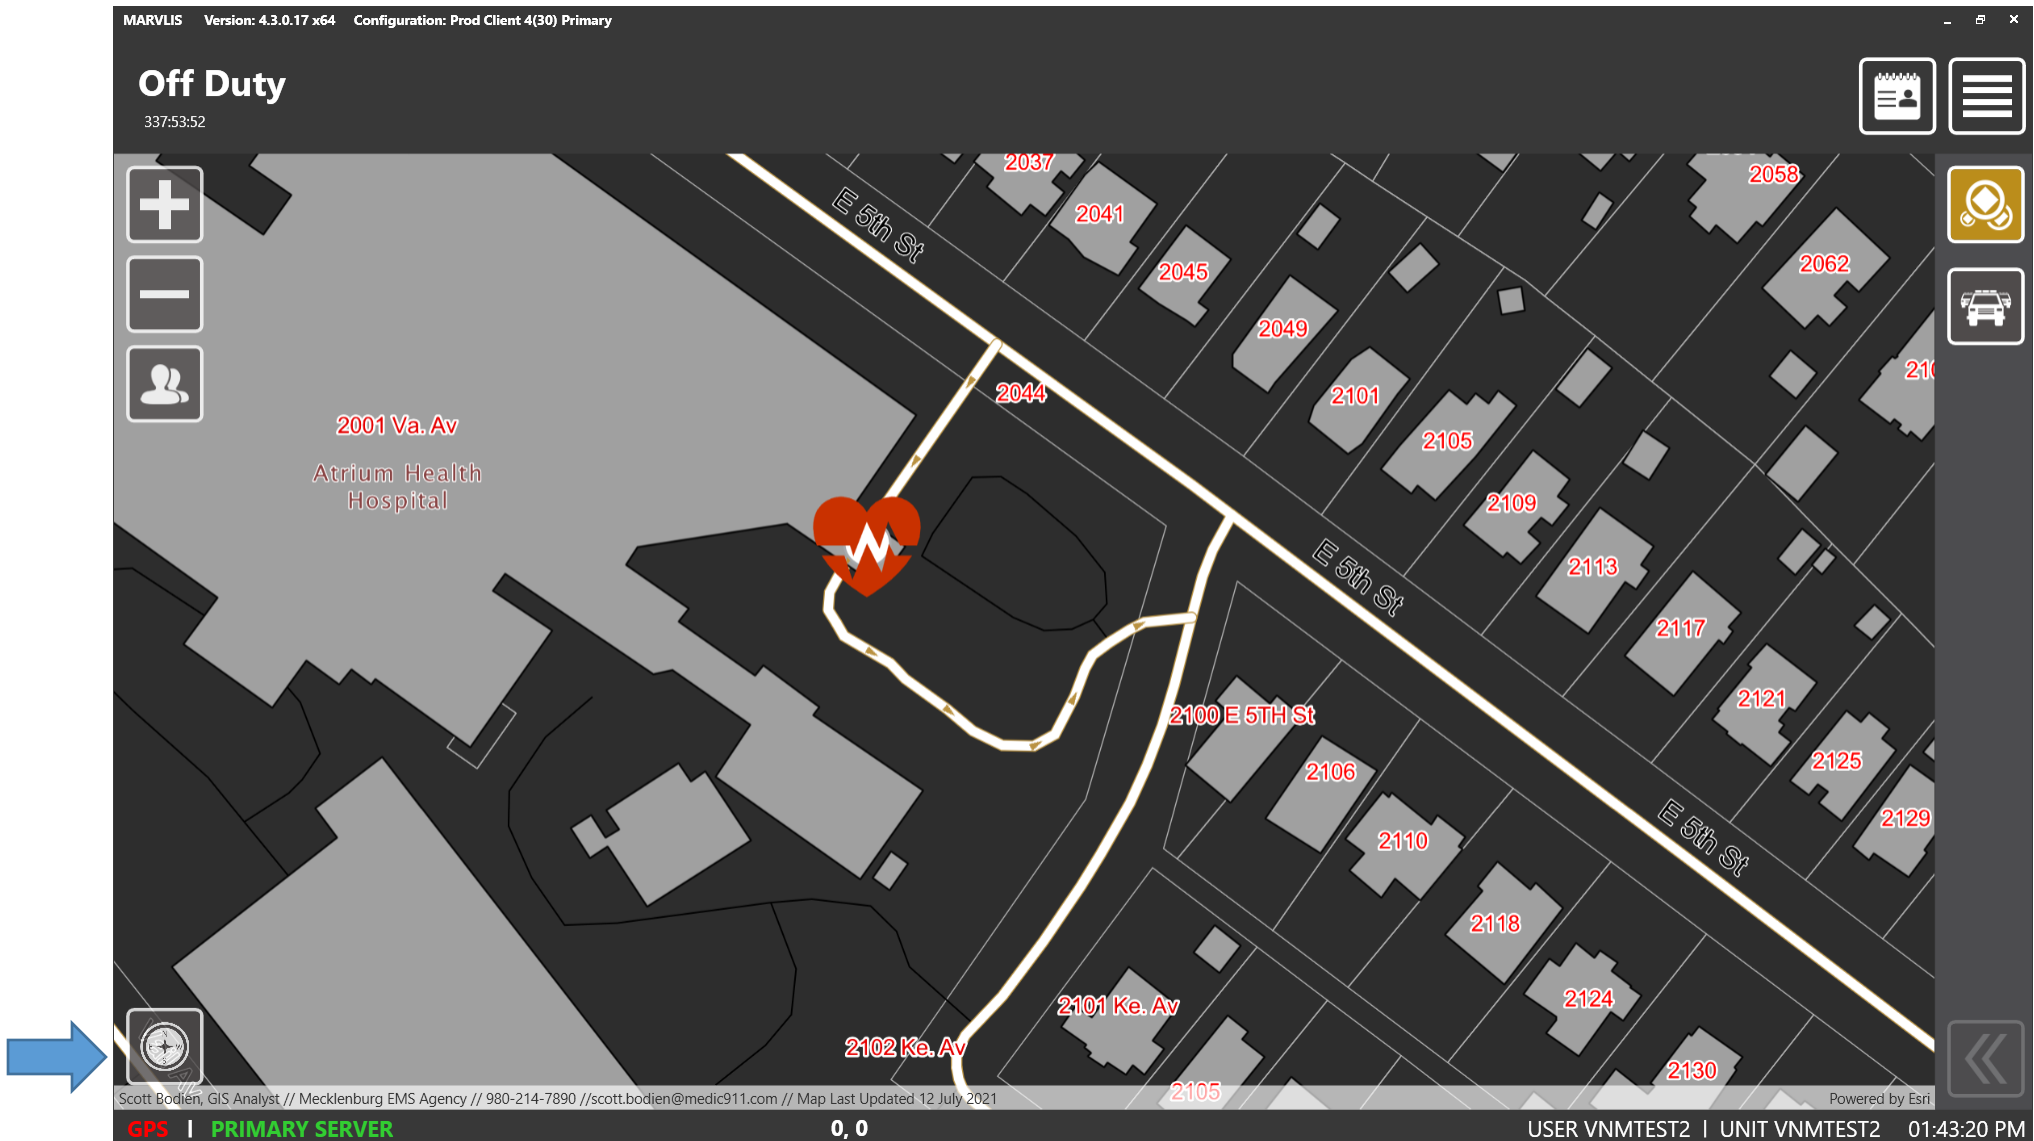 MARVLIS Version: 4.3.0.17 x64 Configuration: Prod Client 4(30) Primary
Off Duty
337:53:52
2037
2058
2041
E 5th St
2045
2062
2049
2044
2101
2001 Va. Av
2105
Atrium Health
Hospital
2109
E 5th St
2113
2117
2121
2100 E 5TH St
2125
2106
2129
E 5th St
2110
2118
2124
2101 Ke. Av
2102 Ke. Av
2130
2105
N
W
S
Scott Bodien, GIS Analyst // Mecklenburg EMS Agency // 980-214-7890 //scott.bodien@medic911.com // Map Last Updated 12 July 2021
Powered by Esri
GPS | PRIMARY SERVER
0, 0
USER VNMTEST2 | UNIT VNMTEST2 01:43:20 PM